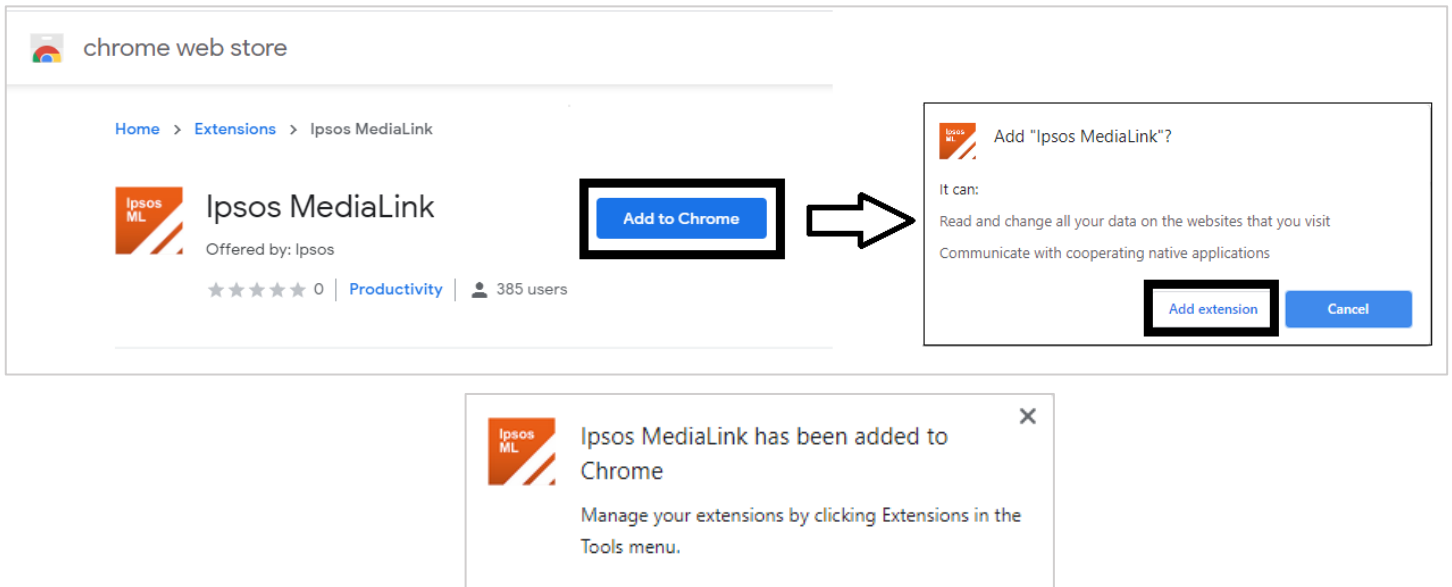 chrome web store
Home > Extensions > Ipsos MediaLink
Ipsos
ML
Ipsos MediaLink
Offered by: Ipsos
0 | Productivity | 385 users
Add to Chrome
Ipsos
ML
Add "Ipsos MediaLink"?
It can:
Read and change all your data on the websites that you visit
Communicate with cooperating native applications
Add extension
Cancel
Ipsos
ML
Ipsos MediaLink has been added to
Chrome
Manage your extensions by clicking Extensions in the
Tools menu.